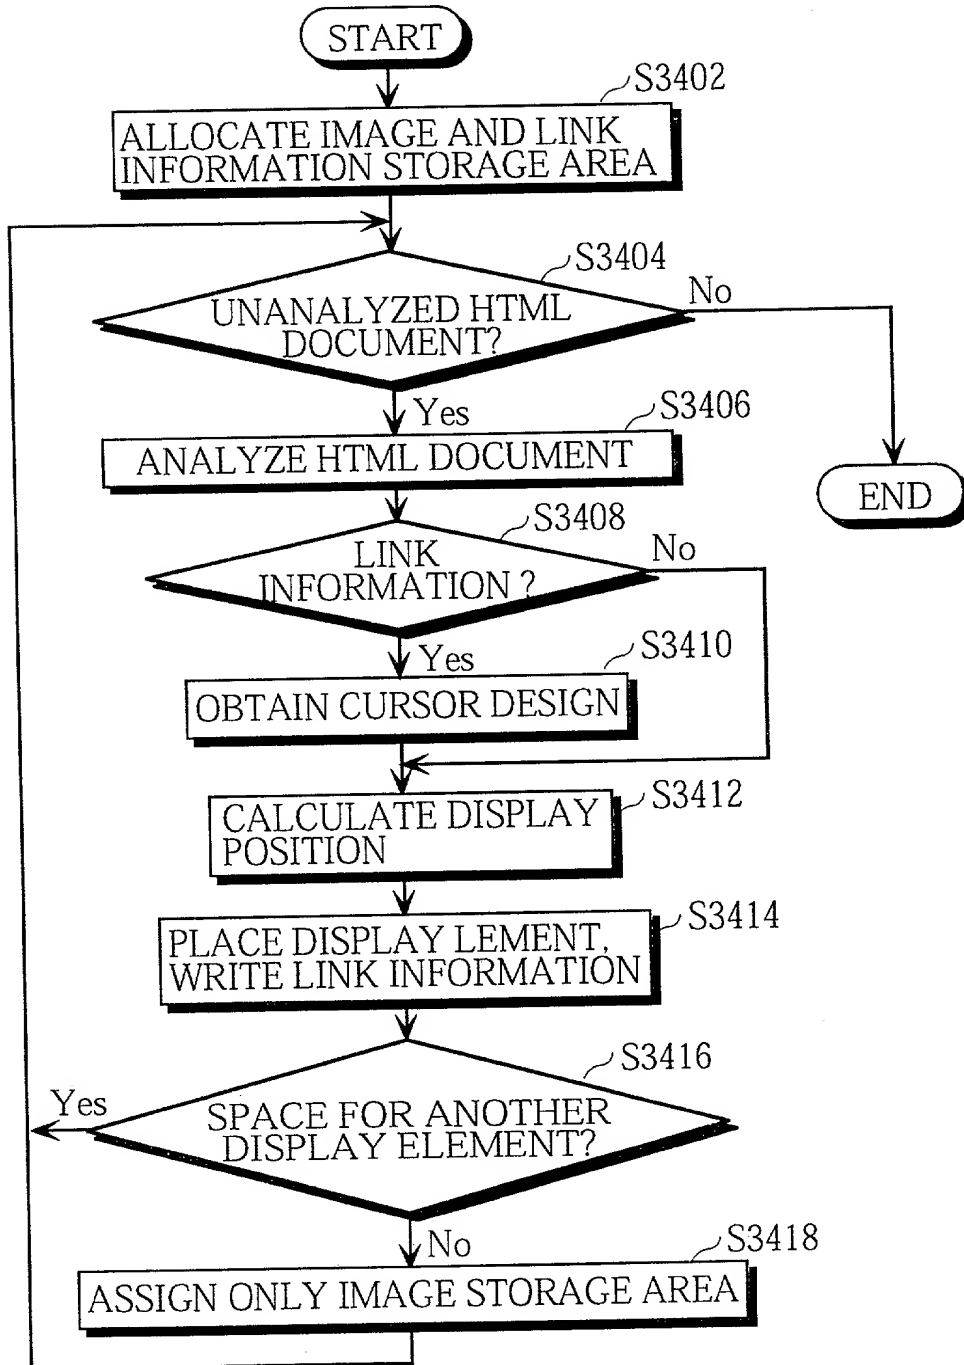 START
S3402
ALLOCATE IMAGE AND LINK
INFORMATION STORAGE AREA
S3404
UNANALYZED HTML
DOCUMENT?
No
Yes
S3406
ANALYZE HTML DOCUMENT
END
S3408
LINK
INFORMATION ?
No
Yes
S3410
OBTAIN CURSOR DESIGN
S3412
CALCULATE DISPLAY
POSITION
S3414
PLACE DISPLAY LEMENT,
WRITE LINK INFORMATION
S3416
Yes
SPACE FOR ANOTHER
DISPLAY ELEMENT?
No
S3418
ASSIGN ONLY IMAGE STORAGE AREA